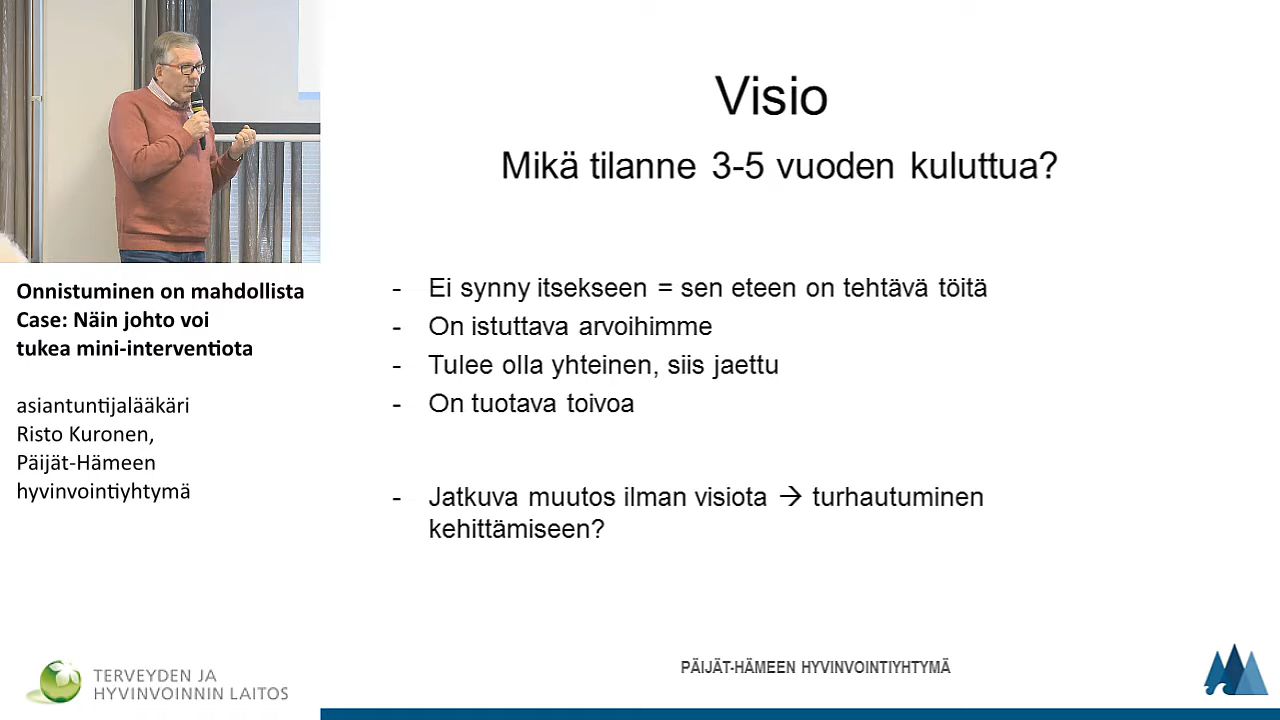 Onnistuminen on mahdollista
Case: Näin johto voi
tukea mini-interventiota
asiantuntijalääkäri
Risto Kuronen,
Päijät-Hämeen
hyvinvointiyhtymä
TERVEYDEN JA
HYVINVOINNIN LAITOS
Visio
Mikä tilanne 3-5 vuoden kuluttua?
- Ei synny itsekseen = sen eteen on tehtävä töitä
- On istuttava arvoihimme
- Tulee olla yhteinen, siis jaettu
- On tuotava toivoa
- Jatkuva muutos ilman visiota → turhautuminen
kehittämiseen?
PÄIJÄT-HÄMEEN HYVINVOINTIYHTYMÄ